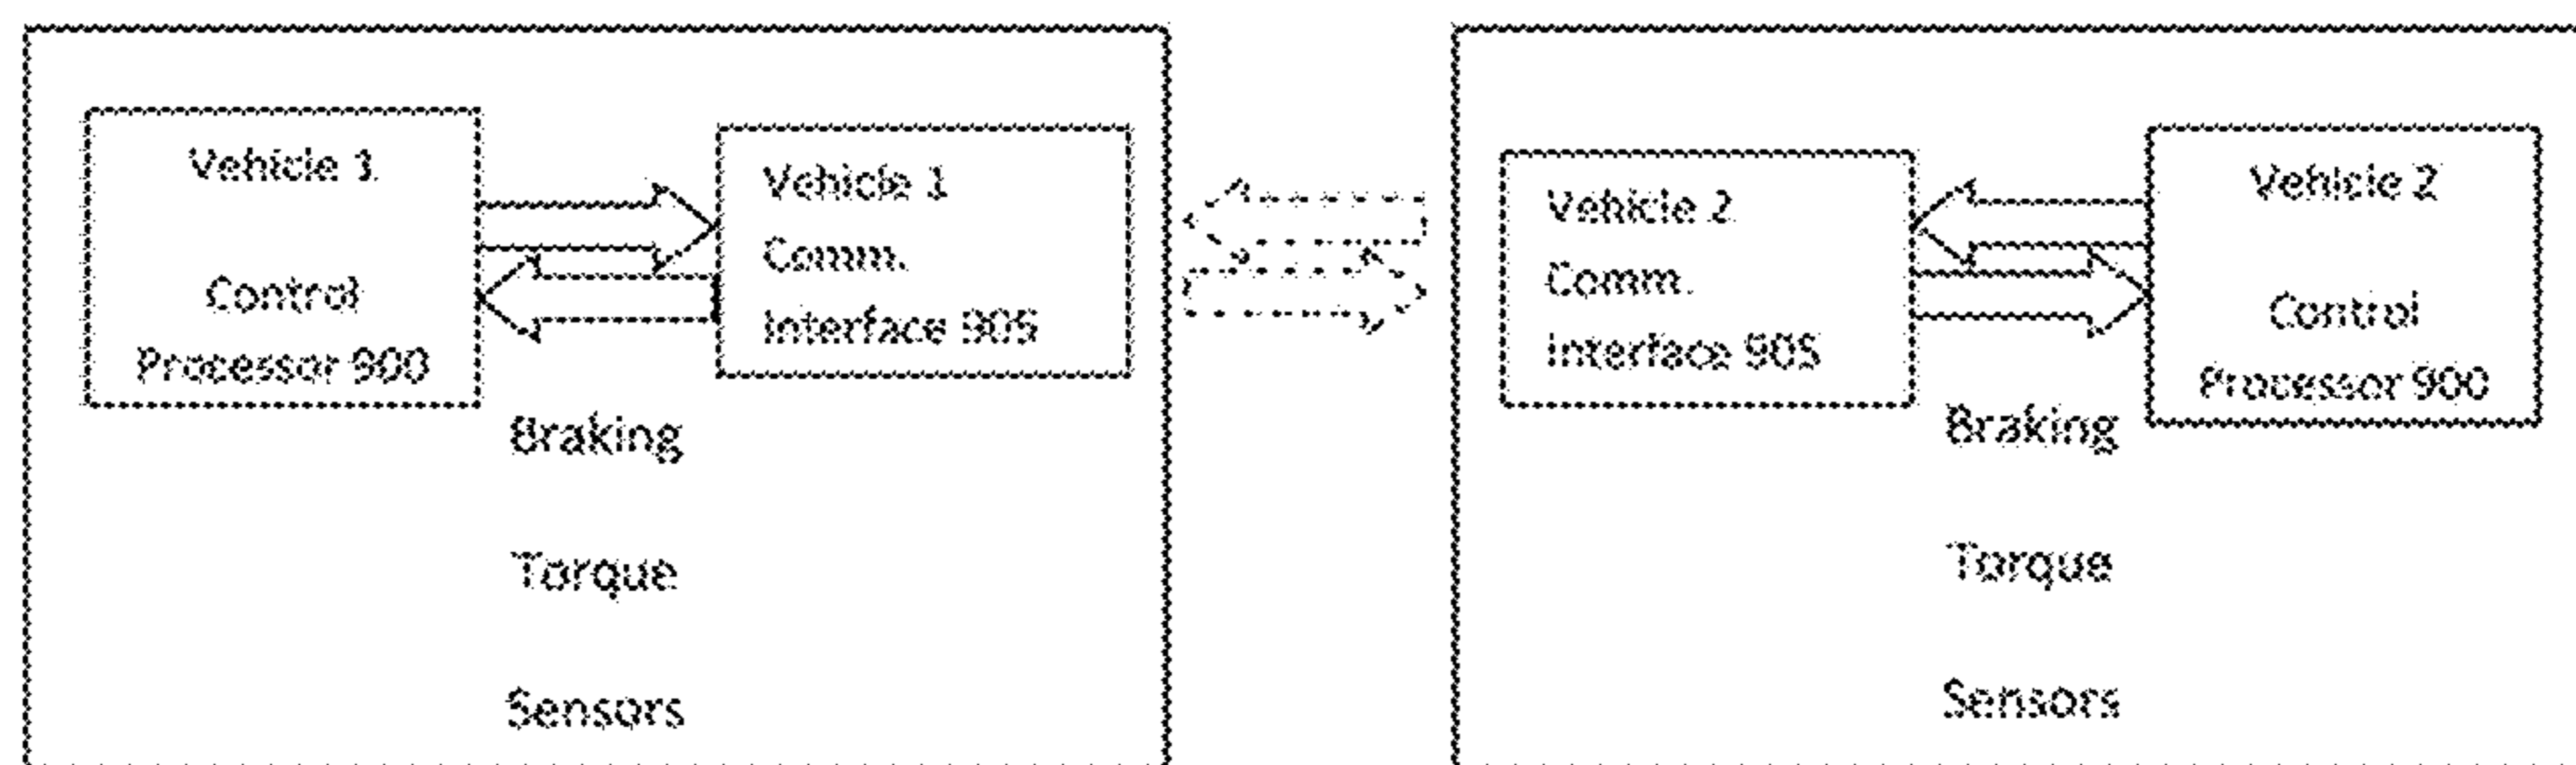 Vehicle 1
Control
Processor 900
Vehicle 1
Comm.
Interface 905
Braking
Torque
Sensors
Vehicle 2
Comm.
Interface 905
Vehicle 2
Control
Processor 900
Braking
Torque
Sensors